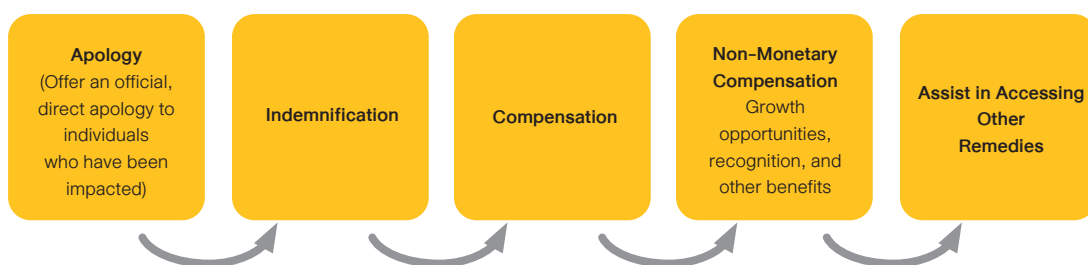 Apology
(Offer an official,
direct apology to
individuals
who have been
impacted)
Indemnification
Compensation
Non-Monetary
Compensation
Growth
opportunities,
recognition, and
other benefits
Assist in Accessing
Other
Remedies